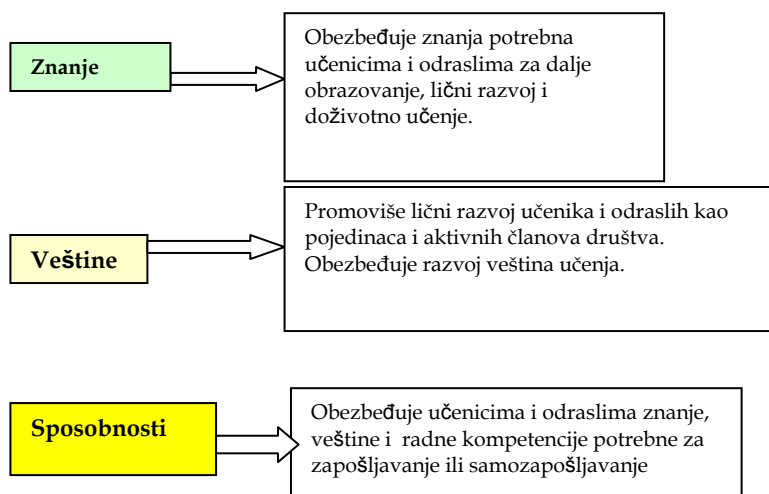 Znanje
Obezbeđuje znanja potrebna
učenicima i odraslima za dalje
obrazovanje, lični razvoj i
doživotno učenje.
Veštine
Promoviše lični razvoj učenika i odraslih kao
pojedinaca i aktivnih članova društva.
Obezbeđuje razvoj veština učenja.
Sposobnosti
Obezbeđuje učenicima i odraslima znanje,
veštine i radne kompetencije potrebne za
zapošljavanje ili samozapošljavanje